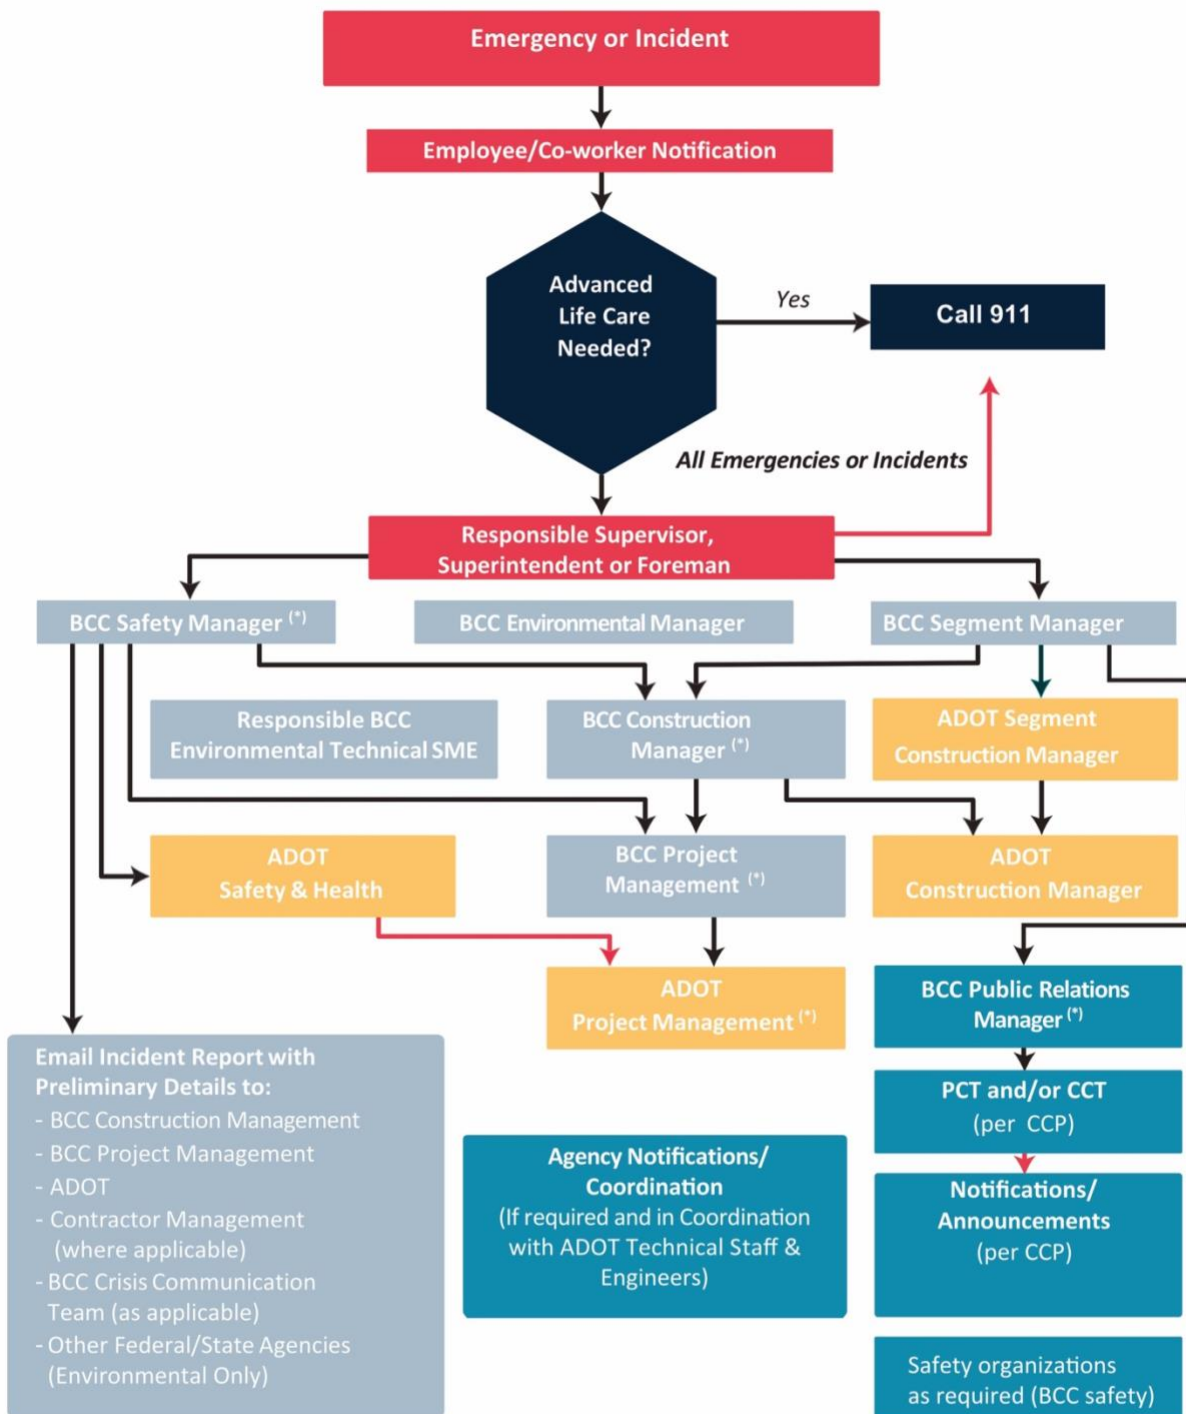 Emergency or Incident
Employee/Co-worker Notification
Advanced
Life Care
Needed?
Yes
Call 911
All Emergencies or Incidents
Responsible Supervisor,
Superintendent or Foreman
BCC Safety Manager (*)
BCC Environmental Manager
BCC Segment Manager
Responsible BCC
Environmental Technical SME
BCC Construction
Manager (*)
ADOT Segment
Construction Manager
ADOT
Safety & Health
BCC Project
Management (*)
ADOT
Construction Manager
ADOT
Project Management (*)
BCC Public Relations
Manager (*)
Email Incident Report with
Preliminary Details to:
- BCC Construction Management
- BCC Project Management
- ADOT
- Contractor Management
(where applicable)
- BCC Crisis Communication
Team (as applicable)
- Other Federal/State Agencies
(Environmental Only)
Agency Notifications/
Coordination
(If required and in Coordination
with ADOT Technical Staff &
Engineers)
PCT and/or CCT
(per CCP)
Notifications/
Announcements
(per CCP)
Safety organizations
as required (BCC safety)